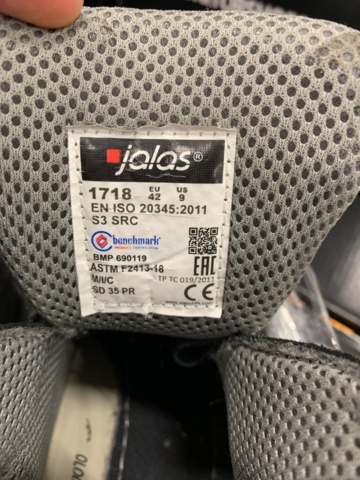 jalas®
1718 EU 42 US 9
EN ISO 20345:2011
S3 SRC
benchmark®
BMP 690119
ASTM F2413-18
M/I/C
SD 35 PR
EAC
TP TC 019/2011
CE